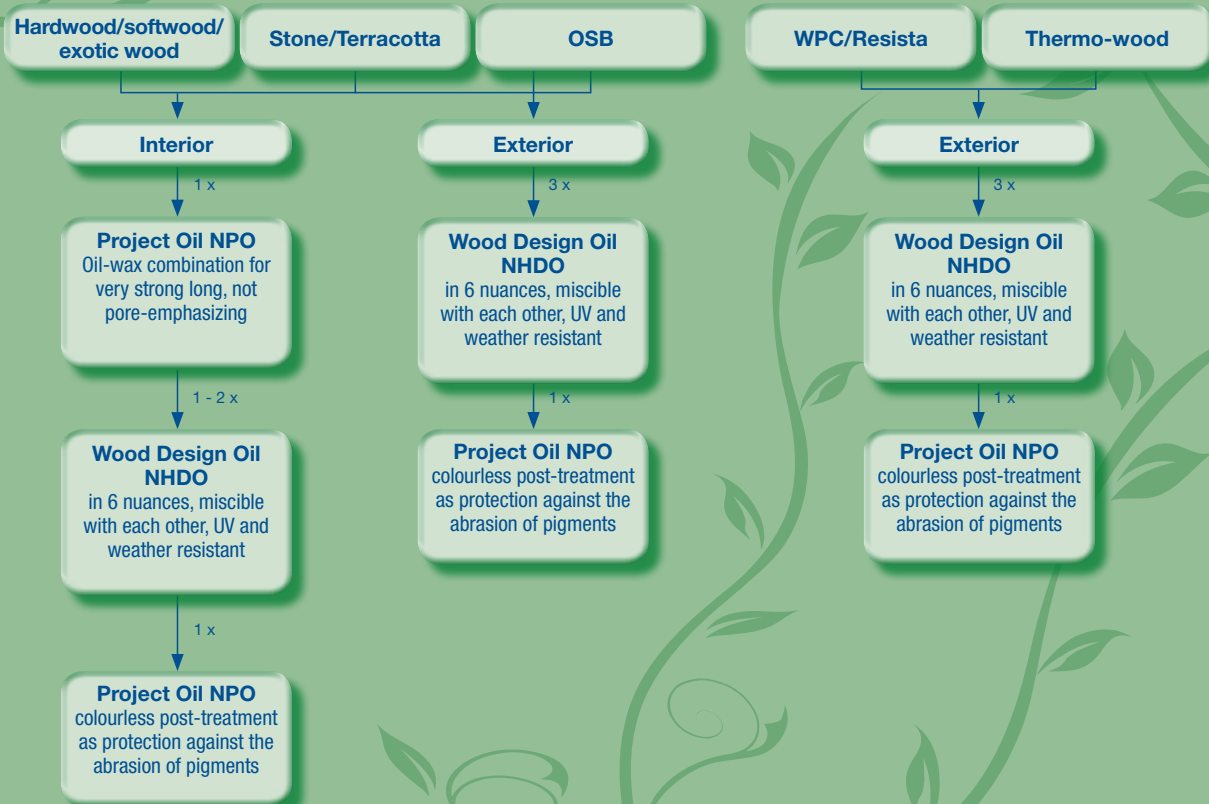 Hardwood/softwood/
exotic wood
Stone/Terracotta
OSB
WPC/Resista
Thermo-wood
Interior
Exterior
Exterior
1 x
3 x
3 x
Project Oil NPO
Oil-wax combination for
very strong long, not
pore-emphasizing
Wood Design Oil
NHDO
in 6 nuances, miscible
with each other, UV and
weather resistant
Wood Design Oil
NHDO
in 6 nuances, miscible
with each other, UV and
weather resistant
1 - 2 x
1 x
1 x
Wood Design Oil
NHDO
in 6 nuances, miscible
with each other, UV and
weather resistant
Project Oil NPO
colourless post-treatment
as protection against the
abrasion of pigments
Project Oil NPO
colourless post-treatment
as protection against the
abrasion of pigments
1 x
Project Oil NPO
colourless post-treatment
as protection against the
abrasion of pigments